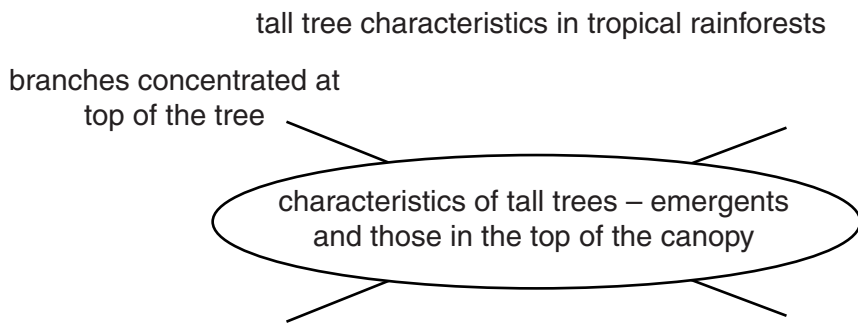 tall tree characteristics in tropical rainforests
branches concentrated at
top of the tree
characteristics of tall trees – emergents
and those in the top of the canopy